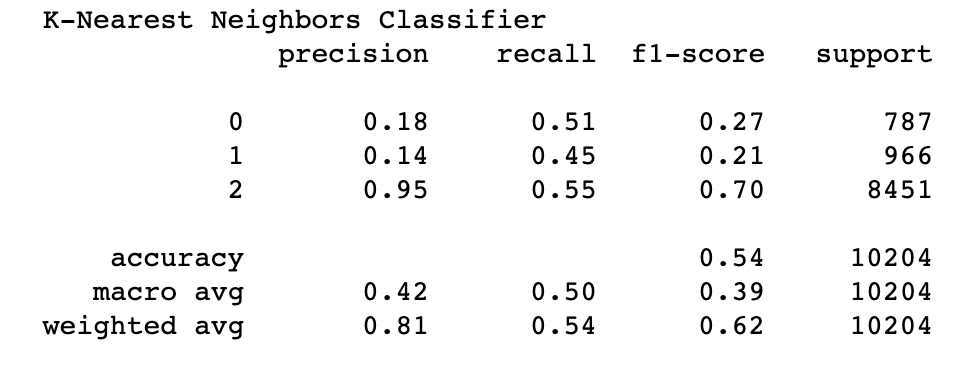 K-Nearest Neighbors Classifier
precision recall f1-score support
0 0.18 0.51 0.27 787
1 0.14 0.45 0.21 966
2 0.95 0.55 0.70 8451
accuracy 0.54 10204
macro avg 0.42 0.50 0.39 10204
weighted avg 0.81 0.54 0.62 10204